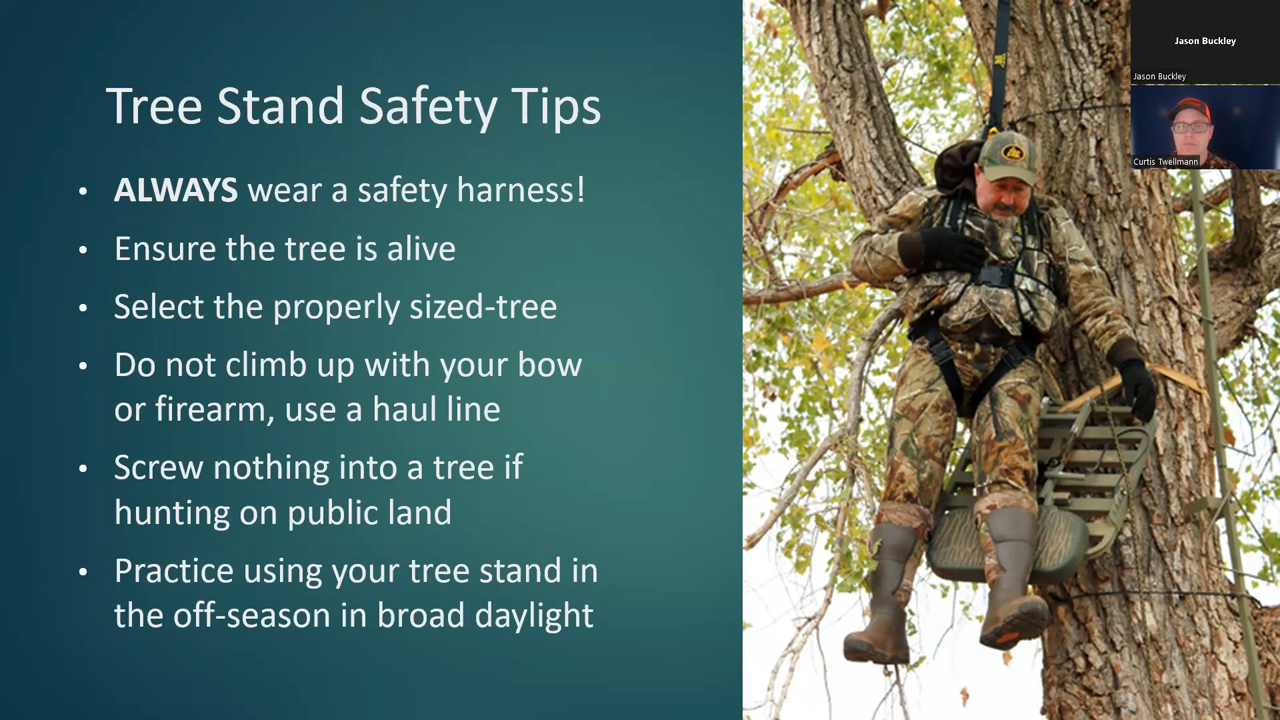 Tree Stand Safety Tips
• ALWAYS wear a safety harness!
• Ensure the tree is alive
• Select the properly sized-tree
• Do not climb up with your bow
or firearm, use a haul line
• Screw nothing into a tree if
hunting on public land
• Practice using your tree stand in
the off-season in broad daylight
Jason Buckley
Jason Buckley
Curtis Twellmann